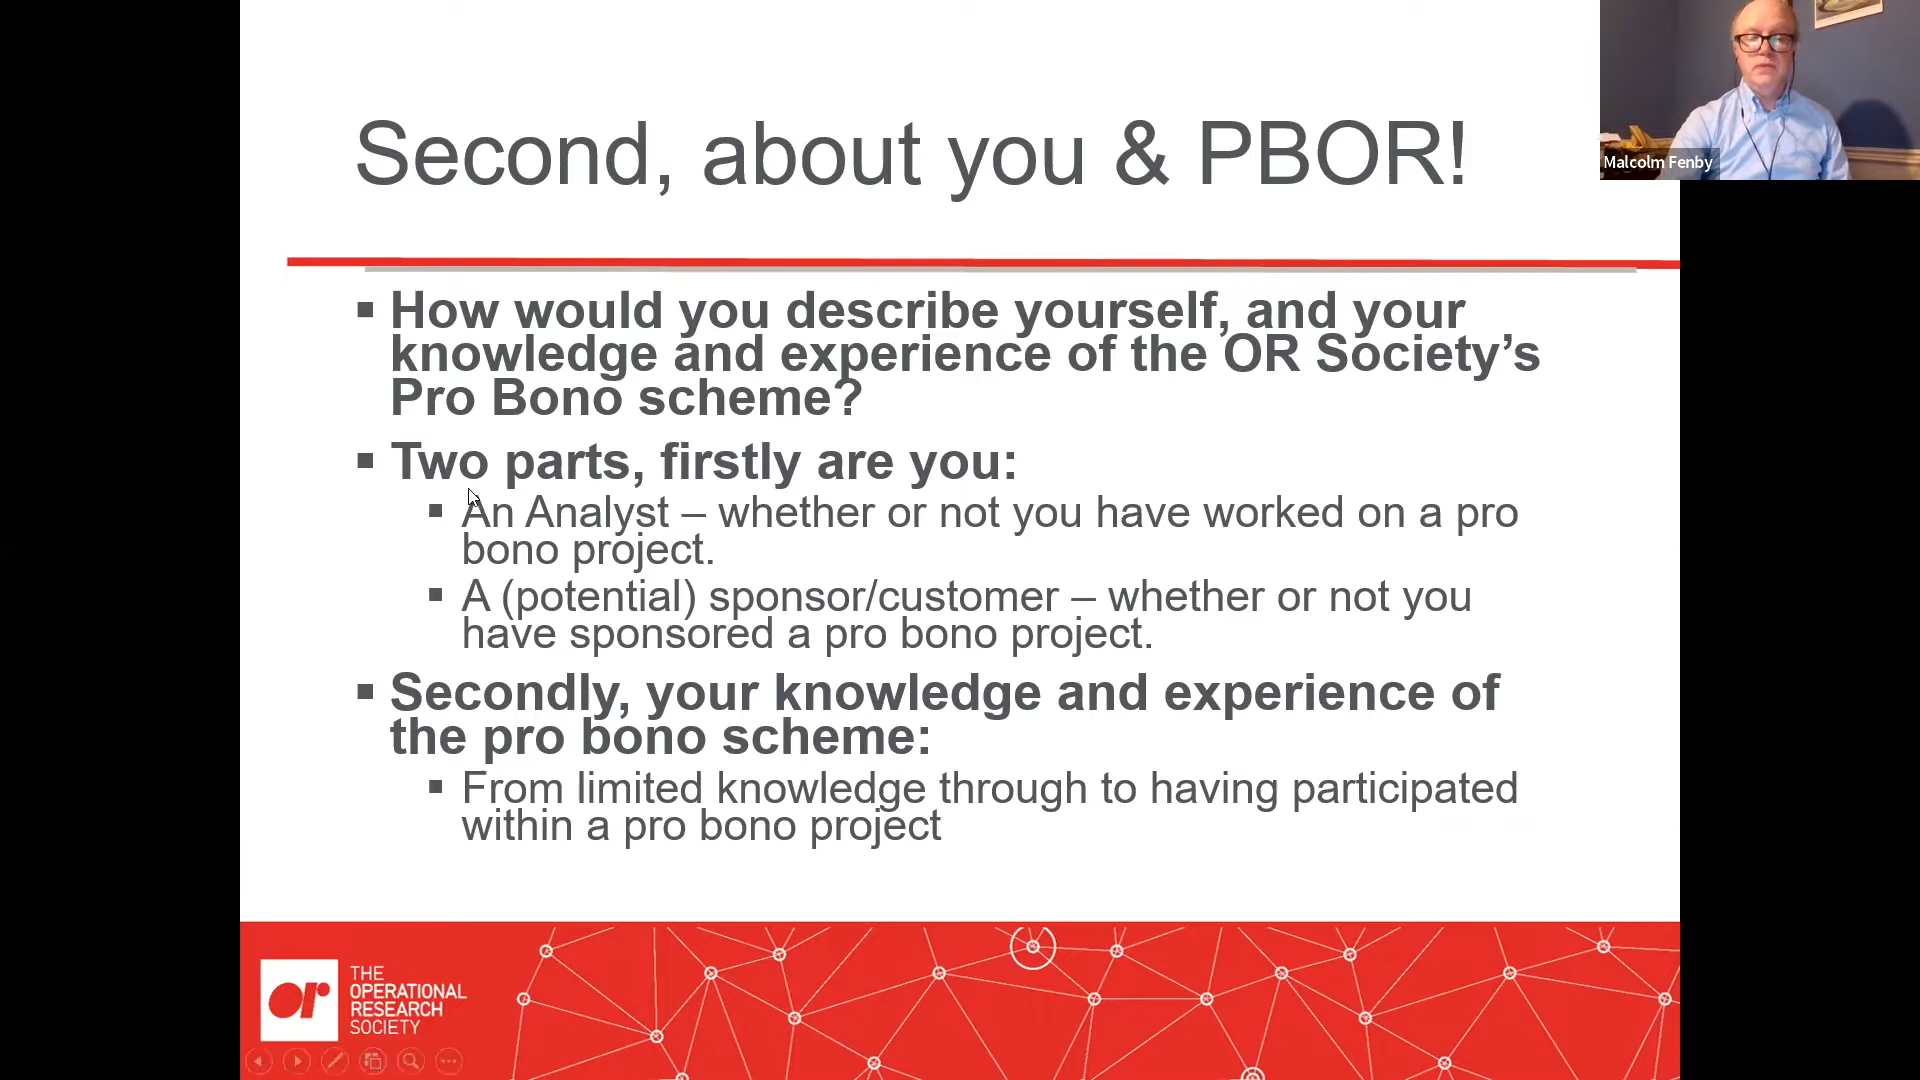 Second, about you & PBOR!
Malcolm Fenby
▪ How would you describe yourself, and your
knowledge and experience of the OR Society’s
Pro Bono scheme?
▪ Two parts, firstly are you:
▪ An Analyst – whether or not you have worked on a pro
bono project.
▪ A (potential) sponsor/customer – whether or not you
have sponsored a pro bono project.
▪ Secondly, your knowledge and experience of
the pro bono scheme:
▪ From limited knowledge through to having participated
within a pro bono project
or
THE
OPERATIONAL
RESEARCH
SOCIETY